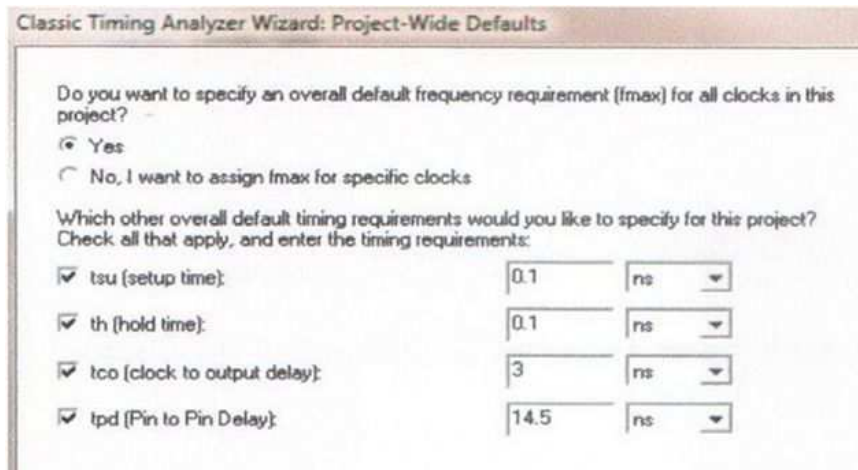 Classic Timing Analyzer Wizard: Project-Wide Defaults
Do you want to specify an overall default frequency requirement (fmax) for all clocks in this
project?
Yes
No, I want to assign fmax for specific clocks
Which other overall default timing requirements would you like to specify for this project?
Check all that apply, and enter the timing requirements:
tsu (setup time): 0.1 ns
th (hold time): 0.1 ns
tco (clock to output delay): 3 ns
tpd (Pin to Pin Delay): 14.5 ns